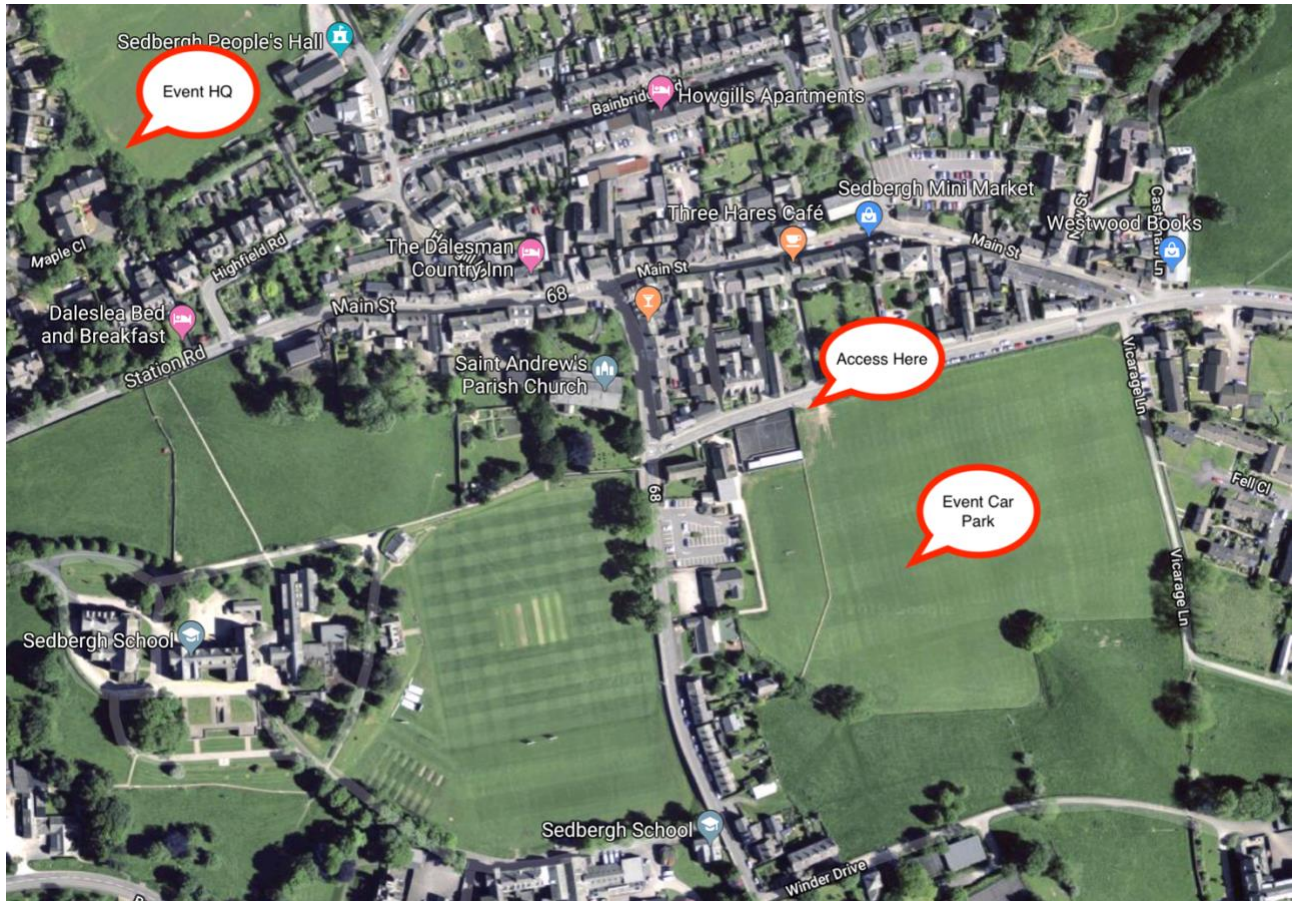 Sedbergh People's Hall
Event HQ
Howgills Apartments
Sedbergh Mini Market
Three Hares Café
Westwood Books
Main St
New St
Maple Cl
Highfield Rd
The Dalesman
Country Inn
Main St
68
Main St
Daleslea Bed
and Breakfast
Station Rd
Saint Andrew's
Parish Church
Access Here
Vicarage Ln
68
Fell Cl
Event Car
Park
Vicarage Ln
Sedbergh School
Sedbergh School
Winder Drive